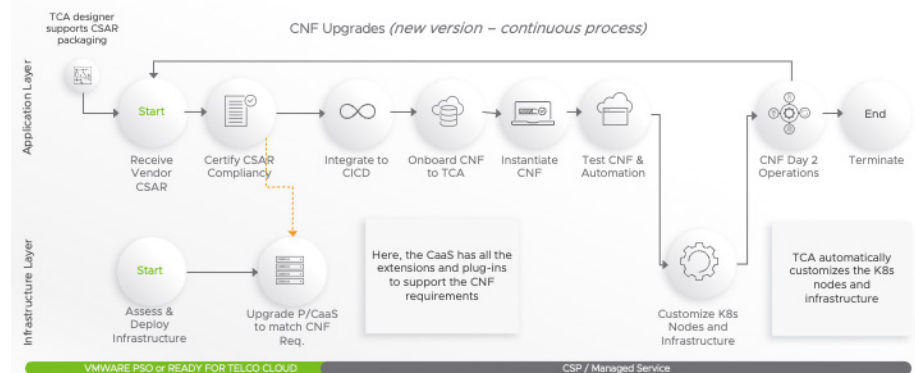 TCA designer
supports CSAR
packaging
CNF Upgrades (new version – continuous process)
Application Layer
Start
Receive
Vendor
CSAR
Certify CSAR
Compliancy
Integrate to
CICD
Onboard CNF
to TCA
Instantiate
CNF
Test CNF &
Automation
CNF Day 2
Operations
End
Terminate
Infrastructure Layer
Start
Assess &
Deploy
Infrastructure
Upgrade P/CaaS
to match CNF
Req.
Here, the CaaS has all the
extensions and plug-ins
to support the CNF
requirements
Customize K8s
Nodes and
Infrastructure
TCA automatically
customizes the K8s
nodes and
infrastructure
VMWARE PSO or READY FOR TELCO CLOUD
CSP / Managed Service